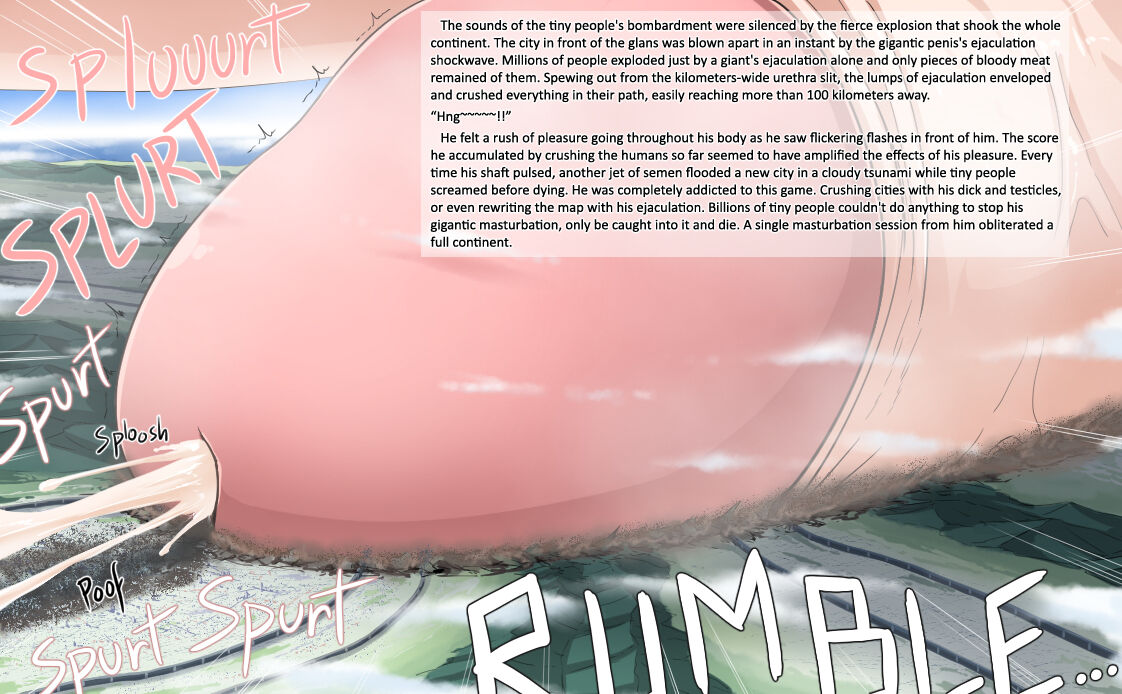 The sounds of the tiny people's bombardment were silenced by the fierce explosion that shook the whole
continent. The city in front of the glans was blown apart in an instant by the gigantic penis's ejaculation
shockwave. Millions of people exploded just by a giant's ejaculation alone and only pieces of bloody meat
remained of them. Spewing out from the kilometers-wide urethra slit, the lumps of ejaculation enveloped
and crushed everything in their path, easily reaching more than 100 kilometers away.
“Hng~~~~~!!”
He felt a rush of pleasure going throughout his body as he saw flickering flashes in front of him. The score
he accumulated by crushing the humans so far seemed to have amplified the effects of his pleasure. Every
time his shaft pulsed, another jet of semen flooded a new city in a cloudy tsunami while tiny people
screamed before dying. He was completely addicted to this game. Crushing cities with his dick and testicles,
or even rewriting the map with his ejaculation. Billions of tiny people couldn't do anything to stop his
gigantic masturbation, only be caught into it and die. A single masturbation session from him obliterated a
full continent.
Spluuurt
SPLURT
Spurt
Sploosh
Poof
Spurt Spurt
RUMBLE...